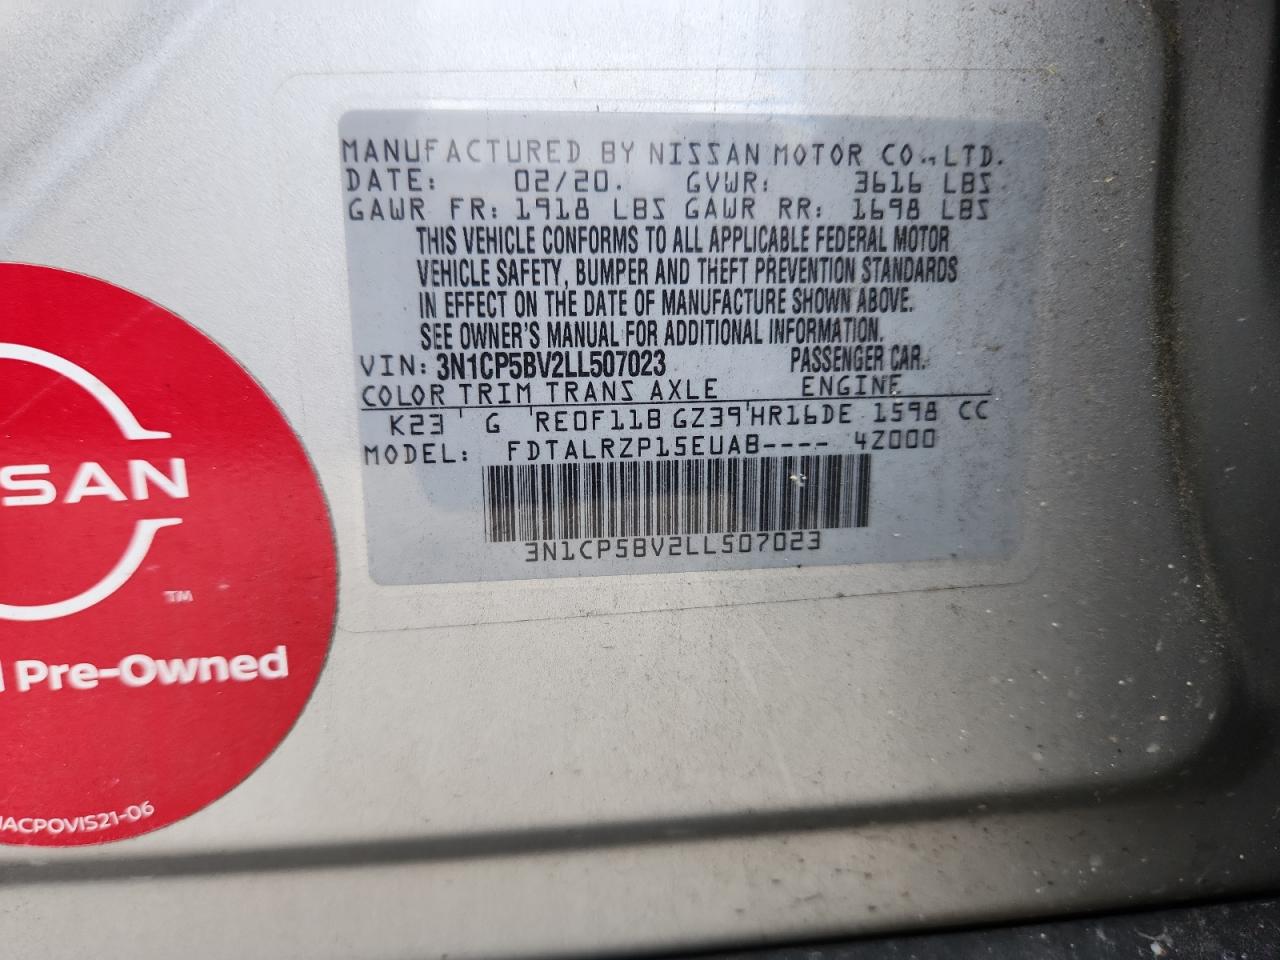 MANUFACTURED BY NISSAN MOTOR CO.,LTD.
DATE: 02/20. GVWR: 3616 LBS
GAWR FR: 1918 LBS GAWR RR: 1698 LBS
THIS VEHICLE CONFORMS TO ALL APPLICABLE FEDERAL MOTOR
VEHICLE SAFETY, BUMPER AND THEFT PREVENTION STANDARDS
IN EFFECT ON THE DATE OF MANUFACTURE SHOWN ABOVE.
SEE OWNER'S MANUAL FOR ADDITIONAL INFORMATION.
VIN: 3N1CP5BV2LL507023 PASSENGER CAR.
COLOR TRIM TRANS AXLE ENGINE
K23 G RE0F11B GZ39 HR16DE 1598 CC
MODEL: FDTALRZP15EUAB---- 4Z000
3N1CP5BV2LL507023
SSAN
TM
Pre-Owned
ACPOVIS21-06